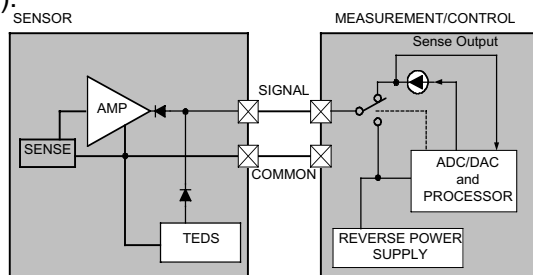 ).
SENSOR
MEASUREMENT/CONTROL
Sense Output
SIGNAL
AMP
SENSE
COMMON
ADC/DAC
and
PROCESSOR
TEDS
REVERSE POWER
SUPPLY